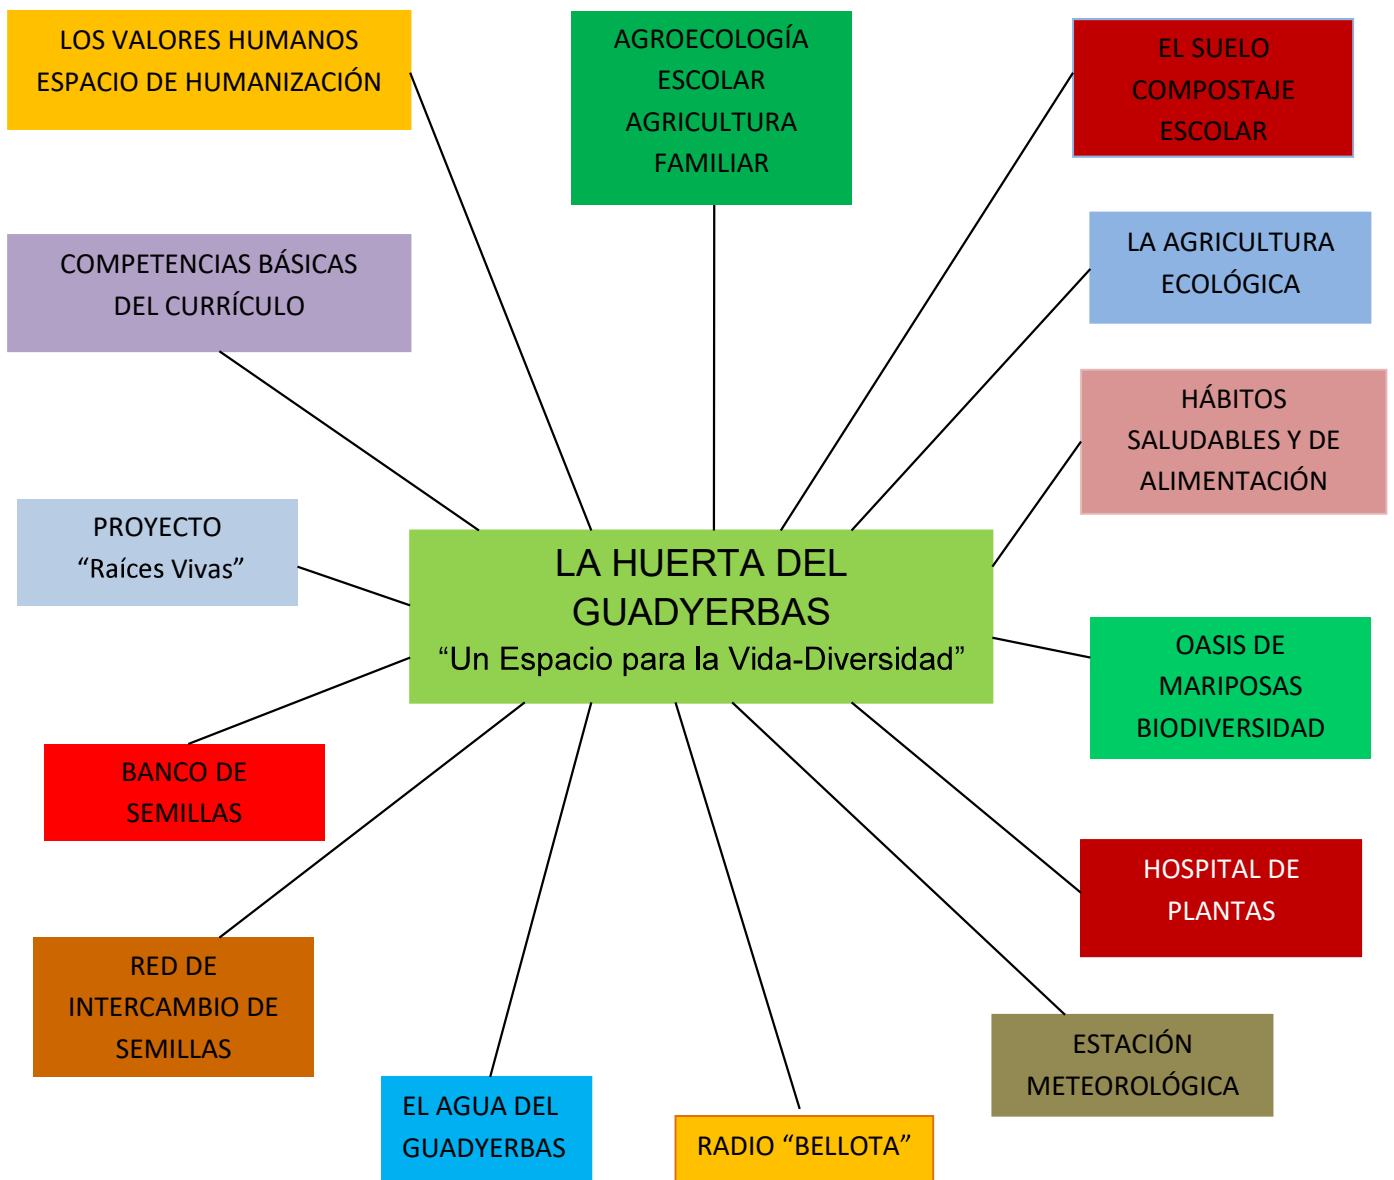 LOS VALORES HUMANOS
ESPACIO DE HUMANIZACIÓN
AGROECOLOGÍA
ESCOLAR
AGRICULTURA
FAMILIAR
EL SUELO
COMPOSTAJE
ESCOLAR
COMPETENCIAS BÁSICAS
DEL CURRÍCULO
LA AGRICULTURA
ECOLÓGICA
HÁBITOS
SALUDABLES Y DE
ALIMENTACIÓN
PROYECTO
“Raíces Vivas”
LA HUERTA DEL
GUADYERBAS
“Un Espacio para la Vida-Diversidad”
OASIS DE
MARIPOSAS
BIODIVERSIDAD
BANCO DE
SEMILLAS
HOSPITAL DE
PLANTAS
RED DE
INTERCAMBIO DE
SEMILLAS
ESTACIÓN
METEOROLÓGICA
EL AGUA DEL
GUADYERBAS
RADIO “BELLOTA”